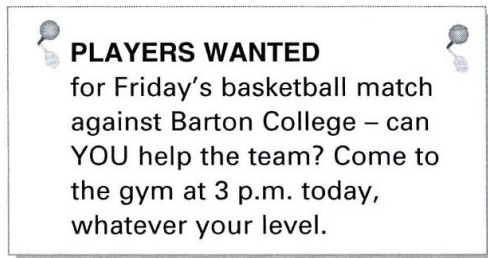 PLAYERS WANTED
for Friday's basketball match
against Barton College – can
YOU help the team? Come to
the gym at 3 p.m. today,
whatever your level.